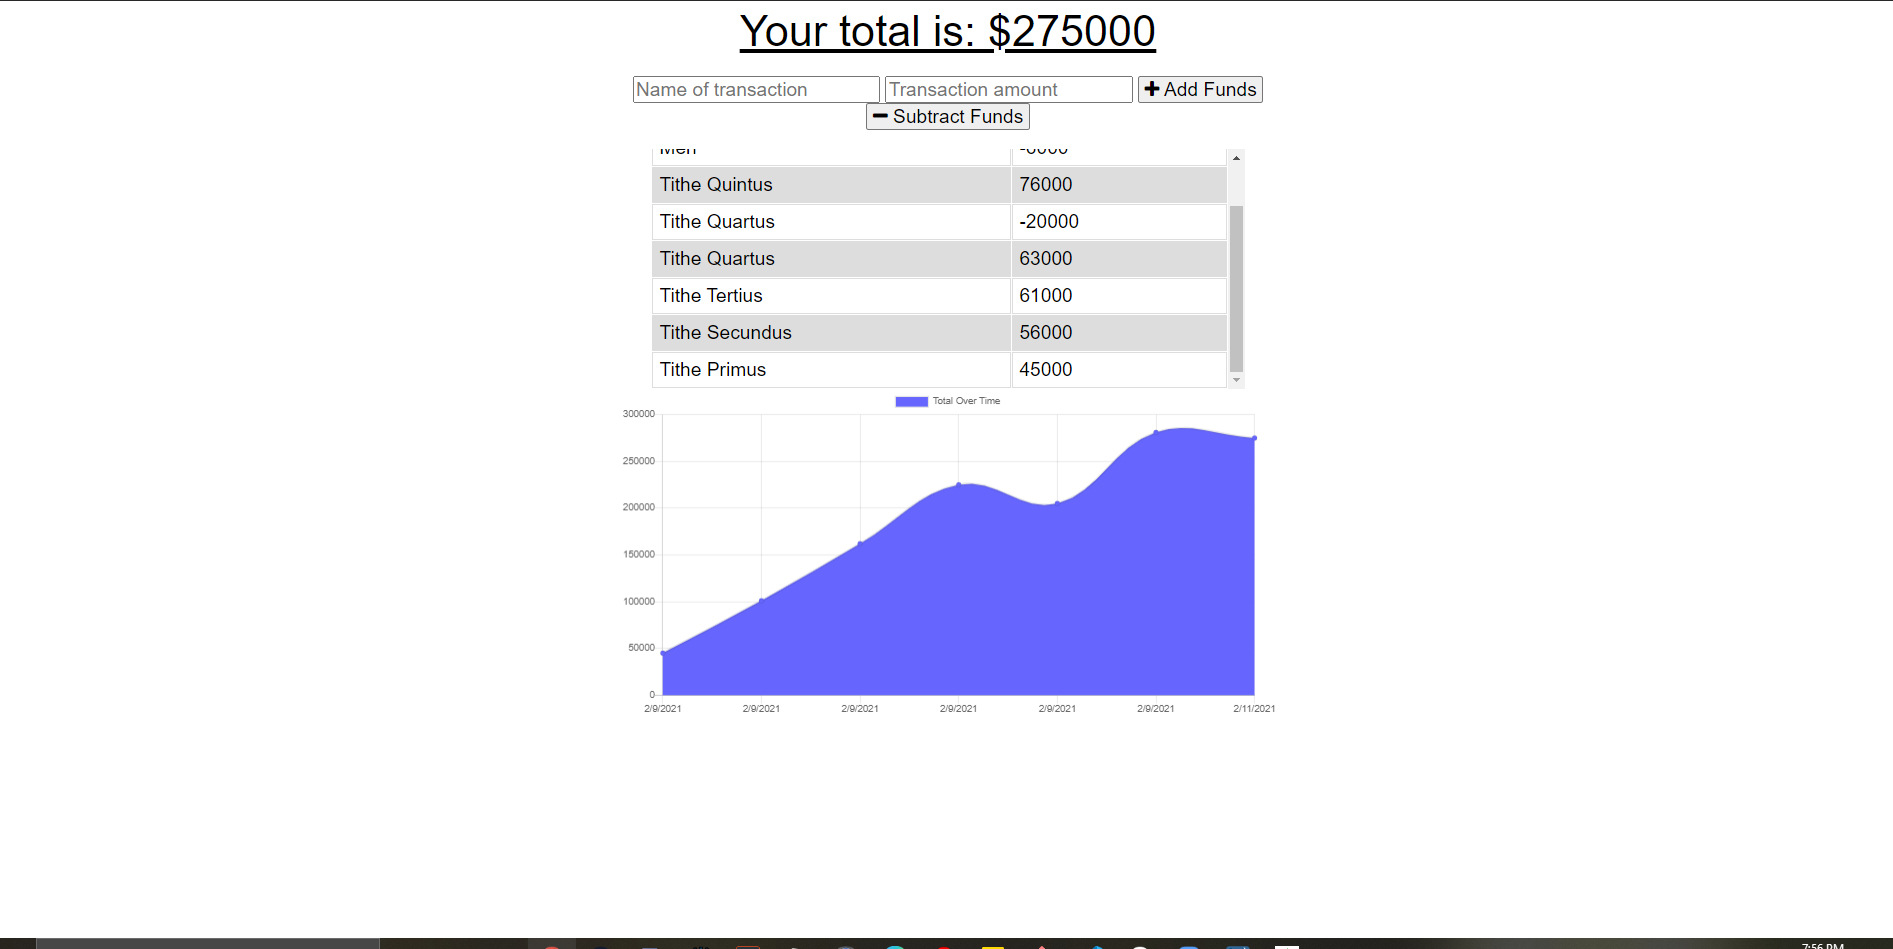 Your total is: $275000
Name of transaction Transaction amount Add Funds
Subtract Funds
Tithe Quintus 76000
Tithe Quartus -20000
Tithe Quartus 63000
Tithe Tertius 61000
Tithe Secundus 56000
Tithe Primus 45000
Total Over Time
300000
250000
200000
150000
100000
50000
0
2/9/2021 2/9/2021 2/9/2021 2/9/2021 2/9/2021 2/9/2021 2/11/2021
7:56 PM